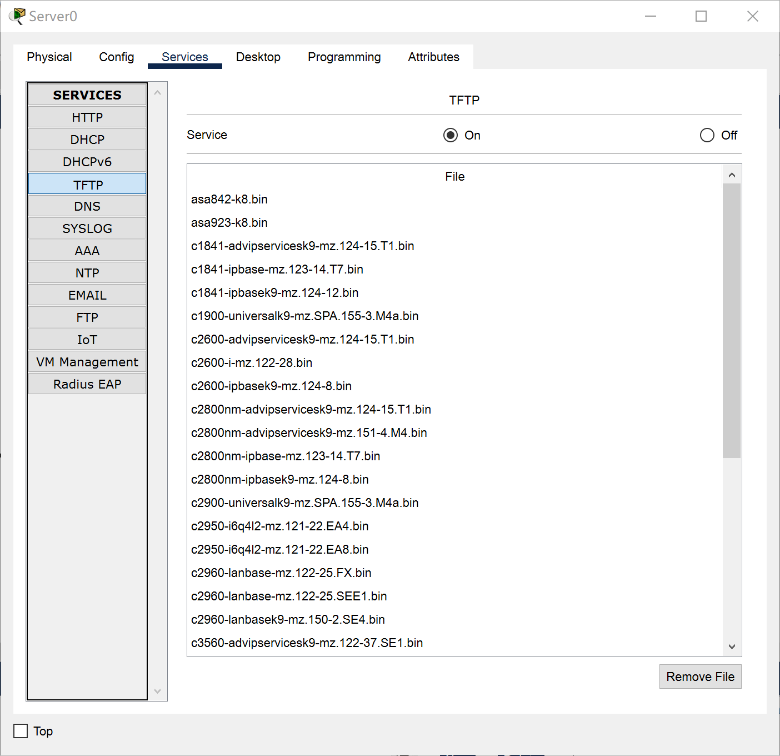 Server0
Physical Config Services Desktop Programming Attributes
SERVICES
HTTP
DHCP
DHCPv6
TFTP
DNS
SYSLOG
AAA
NTP
EMAIL
FTP
IoT
VM Management
Radius EAP
TFTP
Service On Off
File
asa842-k8.bin
asa923-k8.bin
c1841-advipservicesk9-mz.124-15.T1.bin
c1841-ipbase-mz.123-14.T7.bin
c1841-ipbasek9-mz.124-12.bin
c1900-universalk9-mz.SPA.155-3.M4a.bin
c2600-advipservicesk9-mz.124-15.T1.bin
c2600-i-mz.122-28.bin
c2600-ipbasek9-mz.124-8.bin
c2800nm-advipservicesk9-mz.124-15.T1.bin
c2800nm-advipservicesk9-mz.151-4.M4.bin
c2800nm-ipbase-mz.123-14.T7.bin
c2800nm-ipbasek9-mz.124-8.bin
c2900-universalk9-mz.SPA.155-3.M4a.bin
c2950-i6q4l2-mz.121-22.EA4.bin
c2950-i6q4l2-mz.121-22.EA8.bin
c2960-lanbase-mz.122-25.FX.bin
c2960-lanbase-mz.122-25.SEE1.bin
c2960-lanbasek9-mz.150-2.SE4.bin
c3560-advipservicesk9-mz.122-37.SE1.bin
Remove File
Top